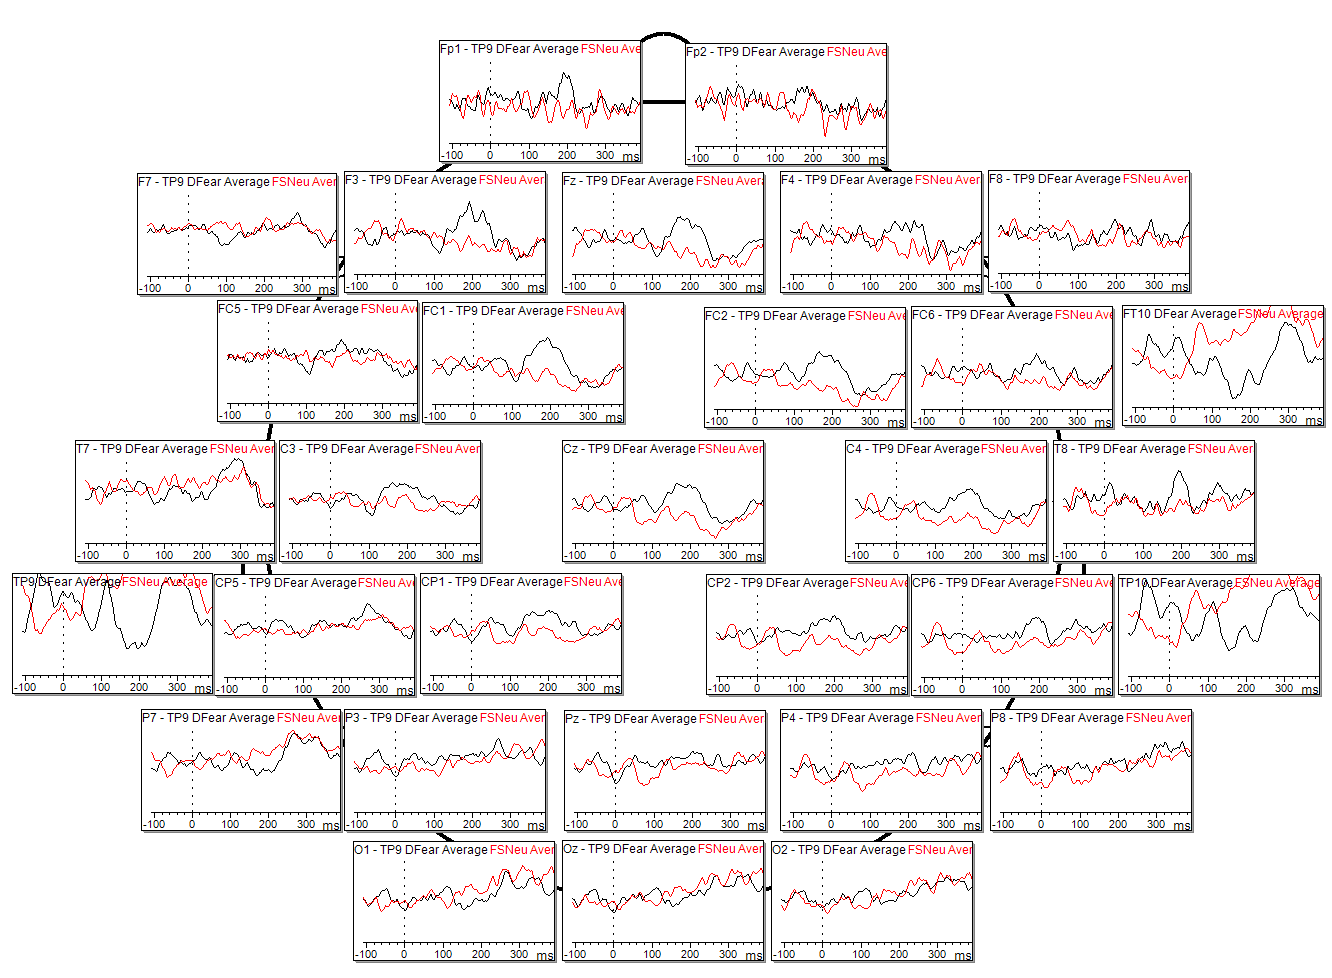 Fp1 - TP9 DFear Average FSNeu Ave
-100 0 100 200 300 ms
Fp2 - TP9 DFear Average FSNeu Ave
-100 0 100 200 300 ms
F7 - TP9 DFear Average FSNeu Aver
-100 0 100 200 300 ms
F3 - TP9 DFear Average FSNeu Aver
-100 0 100 200 300 ms
Fz - TP9 DFear Average FSNeu Avera
-100 0 100 200 300 ms
F4 - TP9 DFear Average FSNeu Aver
-100 0 100 200 300 ms
F8 - TP9 DFear Average FSNeu Aver
-100 0 100 200 300 ms
FC5 - TP9 DFear Average FSNeu Av
-100 0 100 200 300 ms
FC1 - TP9 DFear Average FSNeu Av
-100 0 100 200 300 ms
FC2 - TP9 DFear Average FSNeu Av
-100 0 100 200 300 ms
FC6 - TP9 DFear Average FSNeu Av
-100 0 100 200 300 ms
FT10 DFear Average FSNeu Average
-100 0 100 200 300 ms
T7 - TP9 DFear Average FSNeu Aver
-100 0 100 200 300 ms
C3 - TP9 DFear Average FSNeu Aver
-100 0 100 200 300 ms
Cz - TP9 DFear Average FSNeu Aver
-100 0 100 200 300 ms
C4 - TP9 DFear Average FSNeu Aver
-100 0 100 200 300 ms
T8 - TP9 DFear Average FSNeu Aver
-100 0 100 200 300 ms
TP9 DFear Average FSNeu Average
-100 0 100 200 300 ms
CP5 - TP9 DFear Average FSNeu Av
-100 0 100 200 300 ms
CP1 - TP9 DFear Average FSNeu Av
-100 0 100 200 300 ms
CP2 - TP9 DFear Average FSNeu Av
-100 0 100 200 300 ms
CP6 - TP9 DFear Average FSNeu Av
-100 0 100 200 300 ms
TP10 DFear Average FSNeu Average
-100 0 100 200 300 ms
P7 - TP9 DFear Average FSNeu Aver
-100 0 100 200 300 ms
P3 - TP9 DFear Average FSNeu Aver
-100 0 100 200 300 ms
Pz - TP9 DFear Average FSNeu Aver
-100 0 100 200 300 ms
P4 - TP9 DFear Average FSNeu Aver
-100 0 100 200 300 ms
P8 - TP9 DFear Average FSNeu Aver
-100 0 100 200 300 ms
O1 - TP9 DFear Average FSNeu Aver
-100 0 100 200 300 ms
Oz - TP9 DFear Average FSNeu Aver
-100 0 100 200 300 ms
O2 - TP9 DFear Average FSNeu Aver
-100 0 100 200 300 ms